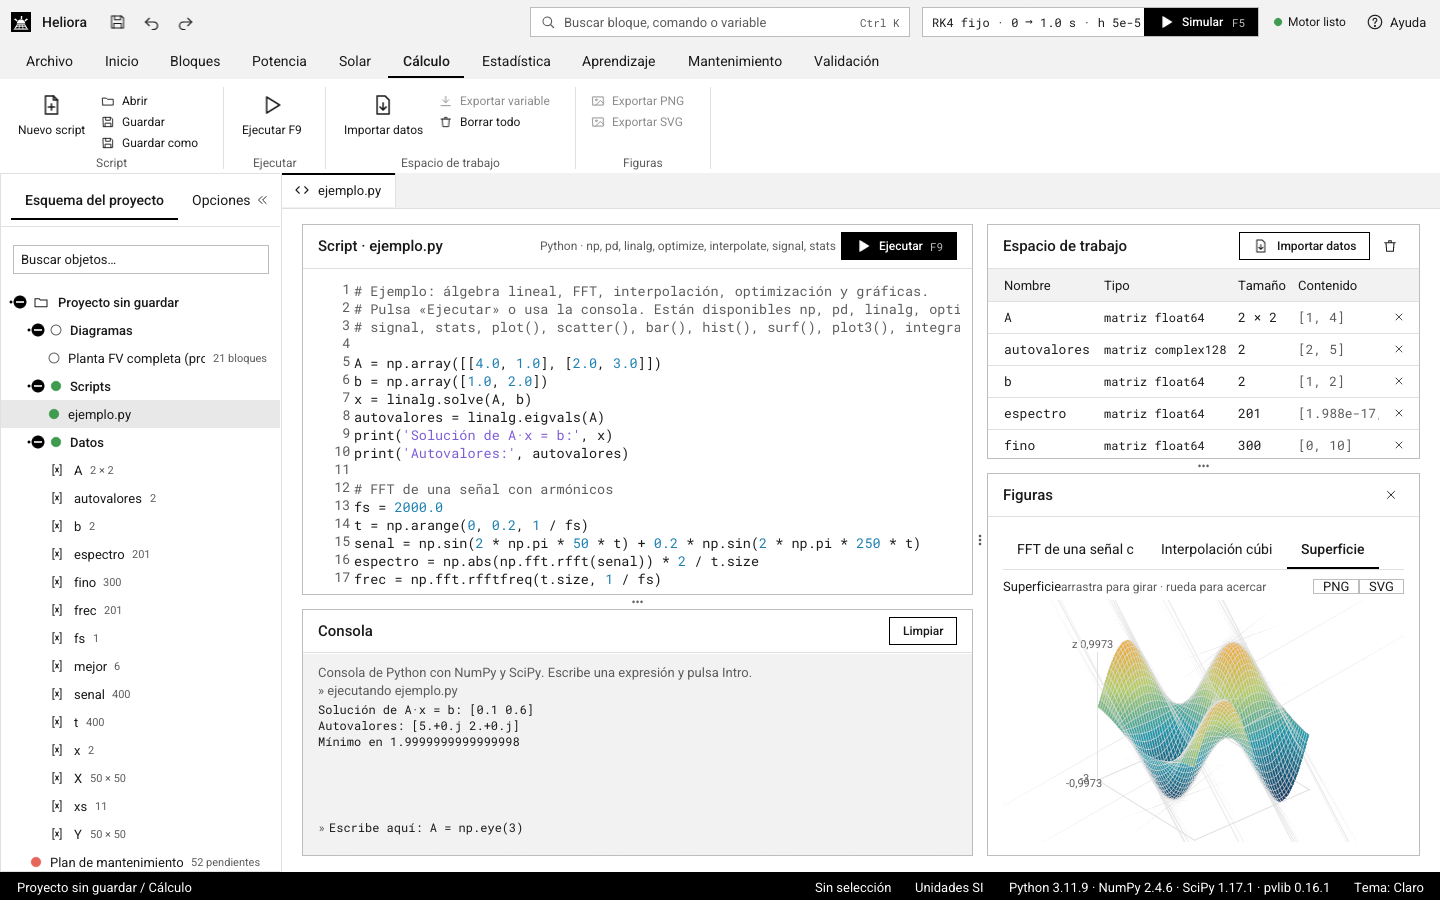 Heliora
Buscar bloque, comando o variable Ctrl K
RK4 fijo · 0 → 1.0 s · h 5e-5
Simular F5
Motor listo
Ayuda
Archivo Inicio Bloques Potencia Solar Cálculo Estadística Aprendizaje Mantenimiento Validación
Nuevo script
Abrir
Guardar
Guardar como
Script
Ejecutar F9
Ejecutar
Importar datos
Exportar variable
Borrar todo
Espacio de trabajo
Exportar PNG
Exportar SVG
Figuras
Esquema del proyecto Opciones
Buscar objetos...
Proyecto sin guardar
Diagramas
Planta FV completa (prc 21 bloques
Scripts
ejemplo.py
Datos
[x] A 2 × 2
[x] autovalores 2
[x] b 2
[x] espectro 201
[x] fino 300
[x] frec 201
[x] fs 1
[x] mejor 6
[x] senal 400
[x] t 400
[x] x 2
[x] X 50 × 50
[x] xs 11
[x] Y 50 × 50
Plan de mantenimiento 52 pendientes
ejemplo.py
Script · ejemplo.py
Python · np, pd, linalg, optimize, interpolate, signal, stats
Ejecutar F9
1 # Ejemplo: álgebra lineal, FFT, interpolación, optimización y gráficas.
2 # Pulsa «Ejecutar» o usa la consola. Están disponibles np, pd, linalg, opti
3 # signal, stats, plot(), scatter(), bar(), hist(), surf(), plot3(), integra
4
5 A = np.array([[4.0, 1.0], [2.0, 3.0]])
6 b = np.array([1.0, 2.0])
7 x = linalg.solve(A, b)
8 autovalores = linalg.eigvals(A)
9 print('Solución de A·x = b:', x)
10 print('Autovalores:', autovalores)
11
12 # FFT de una señal con armónicos
13 fs = 2000.0
14 t = np.arange(0, 0.2, 1 / fs)
15 senal = np.sin(2 * np.pi * 50 * t) + 0.2 * np.sin(2 * np.pi * 250 * t)
16 espectro = np.abs(np.fft.rfft(senal)) * 2 / t.size
17 frec = np.fft.rfftfreq(t.size, 1 / fs)
Consola
Limpiar
Consola de Python con NumPy y SciPy. Escribe una expresión y pulsa Intro.
» ejecutando ejemplo.py
Solución de A·x = b: [0.1 0.6]
Autovalores: [5.+0.j 2.+0.j]
Mínimo en 1.9999999999999998
» Escribe aquí: A = np.eye(3)
Espacio de trabajo
Importar datos
Nombre Tipo Tamaño Contenido
A matriz float64 2 × 2 [1, 4]
autovalores matriz complex128 2 [2, 5]
b matriz float64 2 [1, 2]
espectro matriz float64 201 [1.988e-17,
fino matriz float64 300 [0, 10]
Figuras
FFT de una señal c Interpolación cúbi Superficie
Superficie arrastra para girar · rueda para acercar
PNG SVG
z 0,9973
-3
-0,9973
Proyecto sin guardar / Cálculo
Sin selección
Unidades SI
Python 3.11.9 · NumPy 2.4.6 · SciPy 1.17.1 · pvlib 0.16.1
Tema: Claro